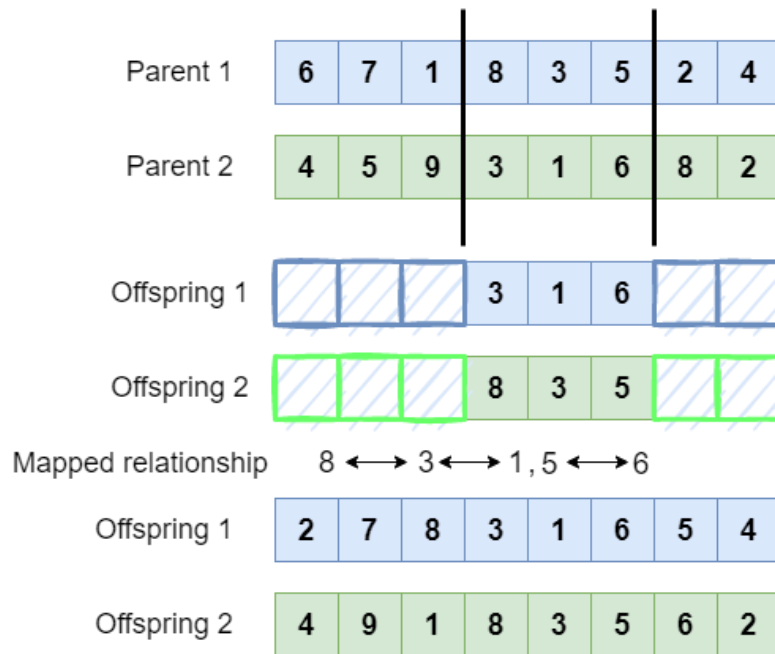 Parent 1 6 7 1 8 3 5 2 4
Parent 2 4 5 9 3 1 6 8 2
Offspring 1 3 1 6
Offspring 2 8 3 5
Mapped relationship 8 3 1, 5 6
Offspring 1 2 7 8 3 1 6 5 4
Offspring 2 4 9 1 8 3 5 6 2